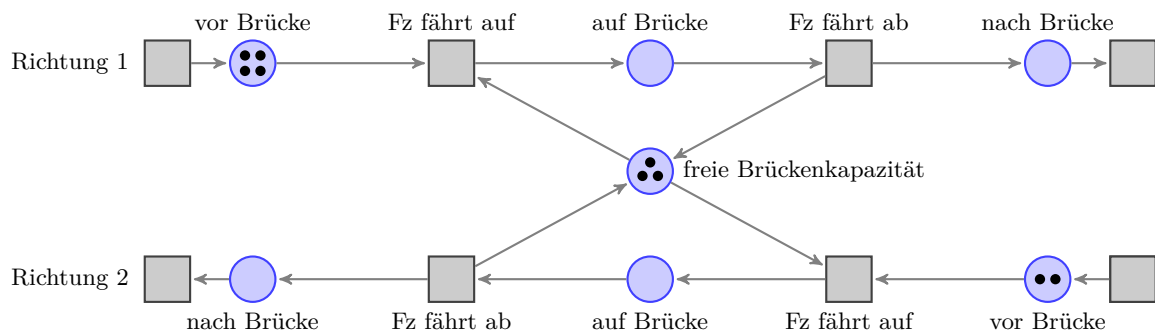 vor Brücke
Fz fährt auf
auf Brücke
Fz fährt ab
nach Brücke
Richtung 1
freie Brückenkapazität
Richtung 2
nach Brücke
Fz fährt ab
auf Brücke
Fz fährt auf
vor Brücke